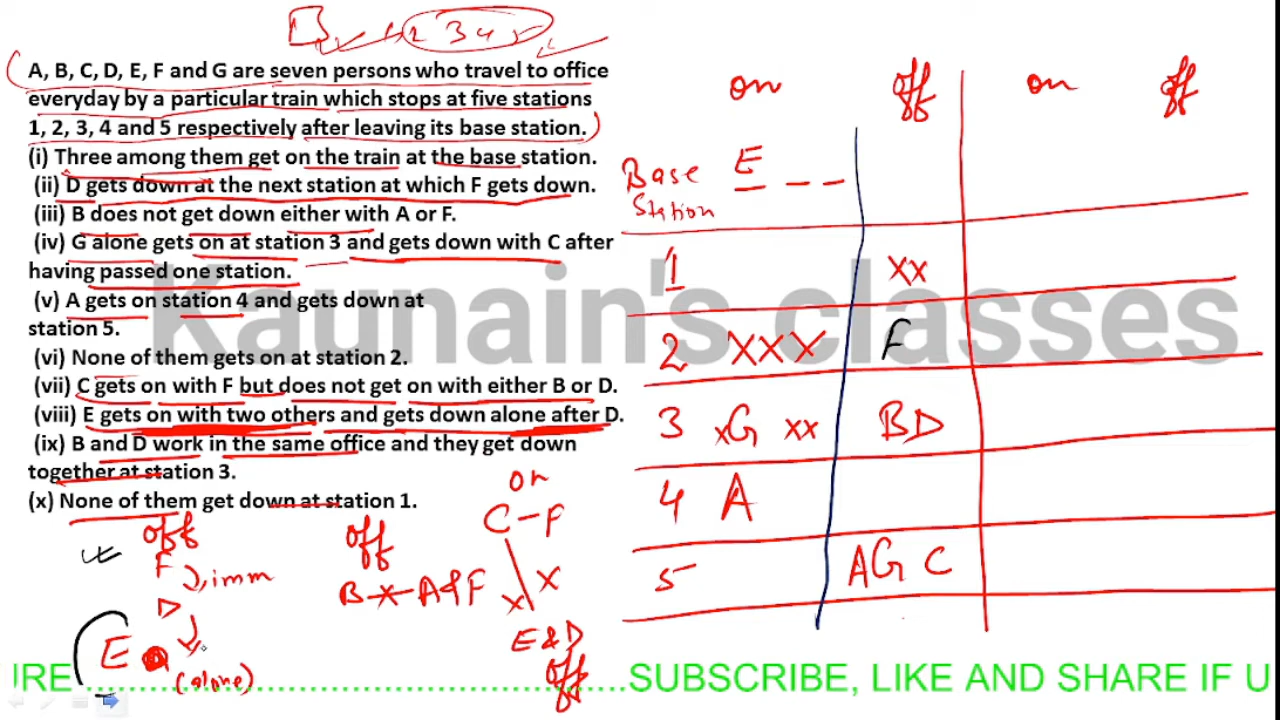 3 4 5
A, B, C, D, E, F and G are seven persons who travel to office
everyday by a particular train which stops at five stations
1, 2, 3, 4 and 5 respectively after leaving its base station.
(i) Three among them get on the train at the base station.
(ii) D gets down at the next station at which F gets down.
(iii) B does not get down either with A or F.
(iv) G alone gets on at station 3 and gets down with C after
having passed one station.
(v) A gets on station 4 and gets down at
station 5.
(vi) None of them gets on at station 2.
(vii) C gets on with F but does not get on with either B or D.
(viii) E gets on with two others and gets down alone after D.
(ix) B and D work in the same office and they get down
together at station 3.
(x) None of them get down at station 1.
off
F
imm
D
E
(alone)
off
B x A & F
on
C - F
x x
E & D
off
on off on off
Base E
Station
1 xx
2 XXX F
3 xG xx BD
4 A
5 AG C
Kaunain's classes
URE ........................................................................SUBSCRIBE, LIKE AND SHARE IF U